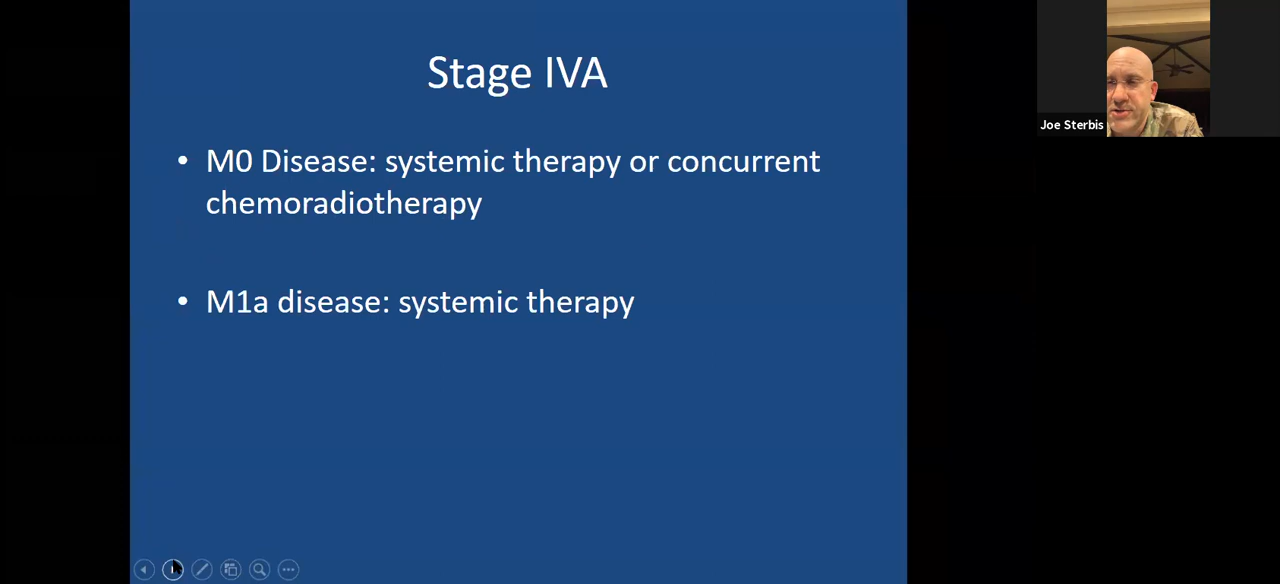 Stage IVA
• M0 Disease: systemic therapy or concurrent
chemoradiotherapy
• M1a disease: systemic therapy
Joe Sterbis